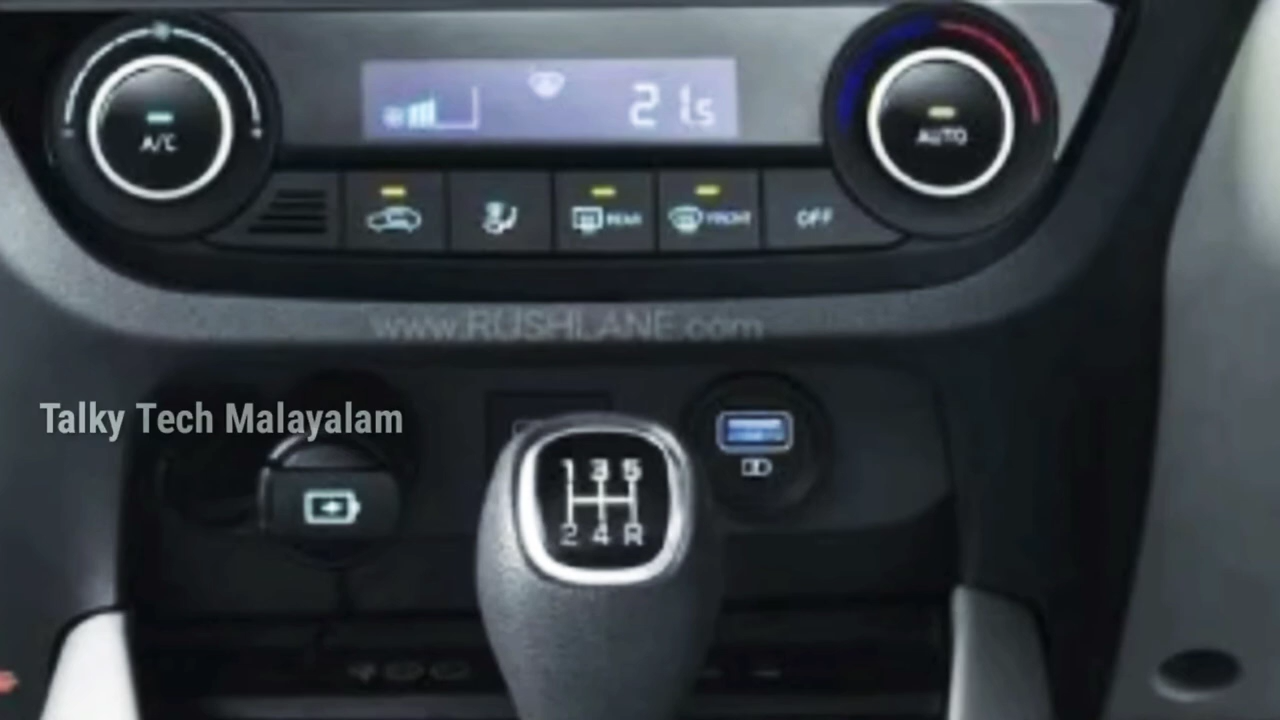 21.5
A/C
AUTO
REAR
FRONT
OFF
www.RUSHLANE.com
Talky Tech Malayalam
1 3 5
2 4 R